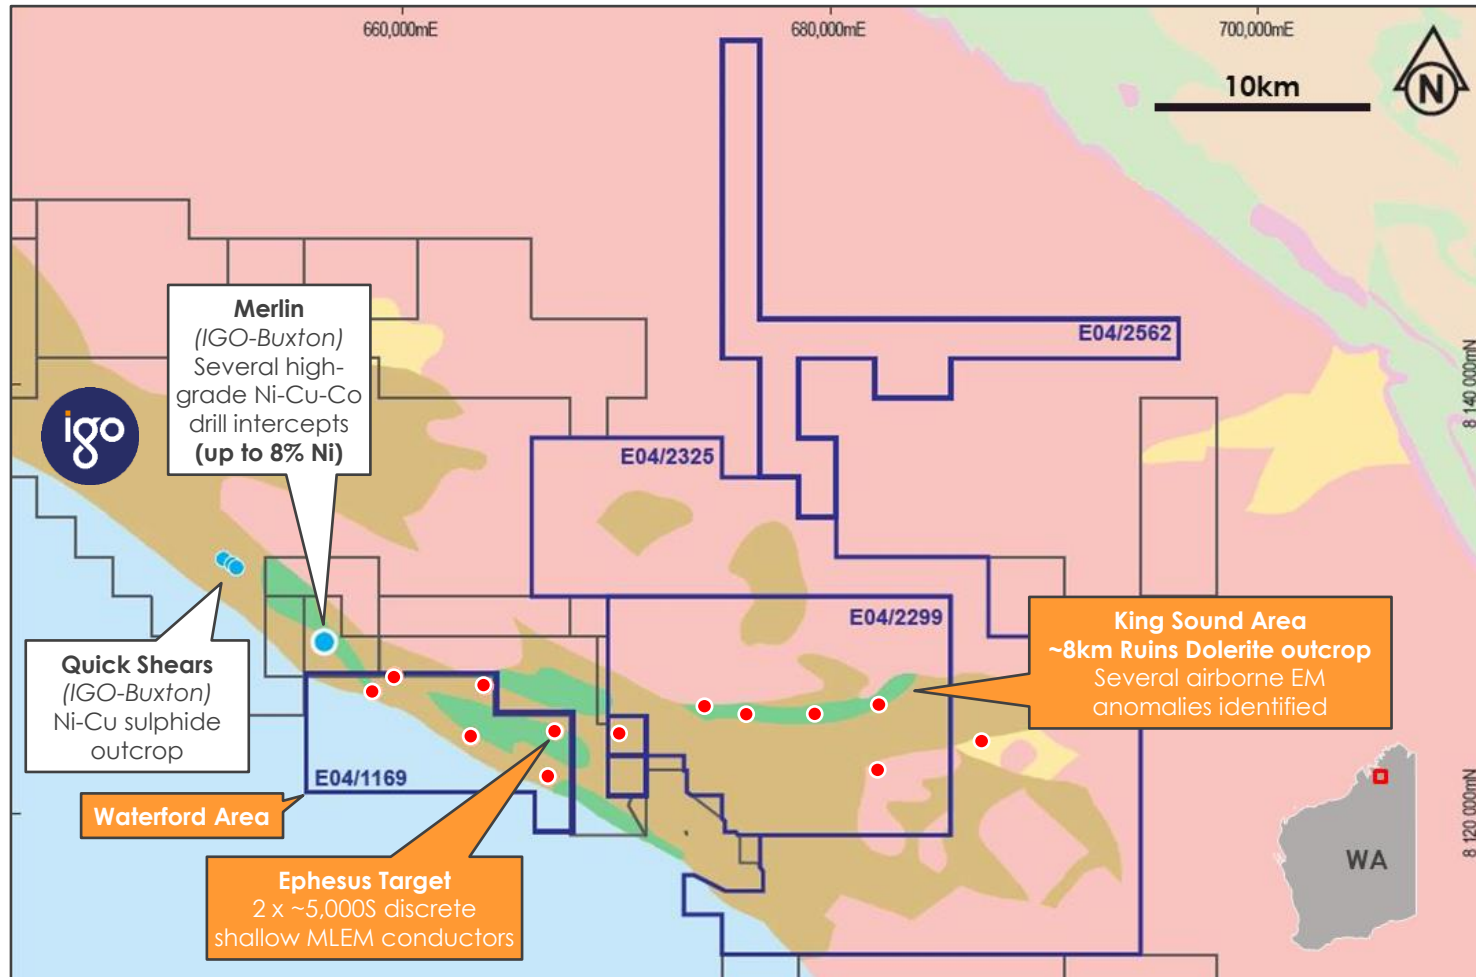 660,000mE
680,000mE
700,000mE
10km
N
Merlin
(IGO-Buxton)
Several high-
grade Ni-Cu-Co
drill intercepts
(up to 8% Ni)
E04/2562
8 140 000mN
igo
E04/2325
E04/2299
King Sound Area
~8km Ruins Dolerite outcrop
Several airborne EM
anomalies identified
Quick Shears
(IGO-Buxton)
Ni-Cu sulphide
outcrop
E04/1169
Waterford Area
8 120 000mN
WA
Ephesus Target
2 x ~5,000S discrete
shallow MLEM conductors